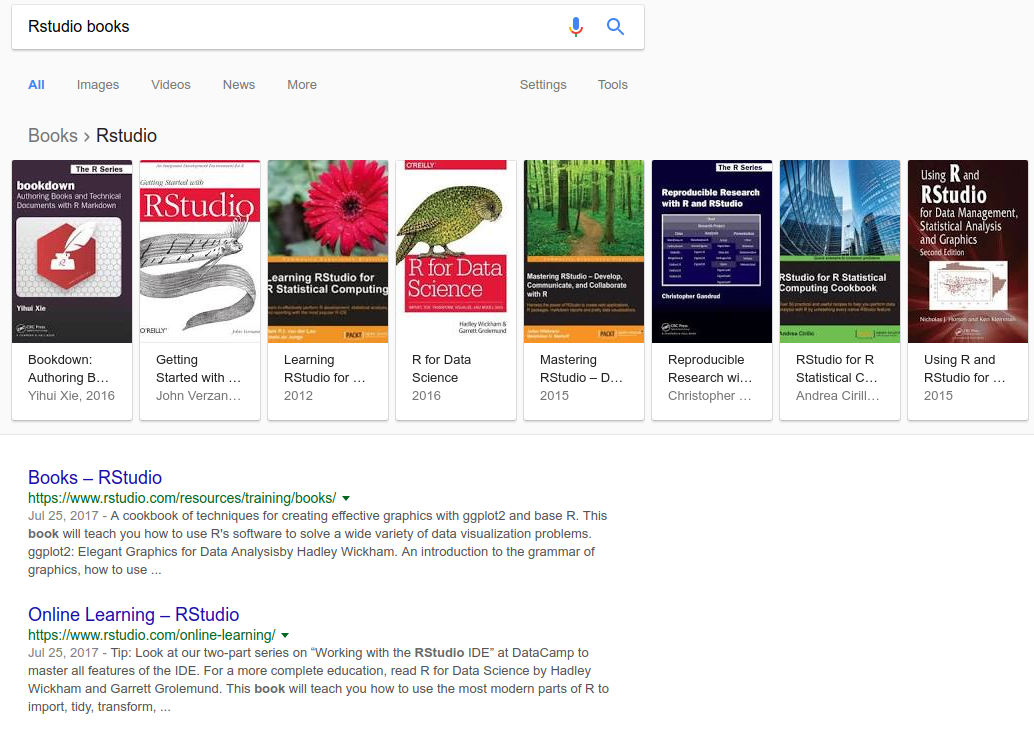 Rstudio books
All Images Videos News More Settings Tools
Books › Rstudio
The R Series
bookdown
Authoring Books and Technical
Documents with R Markdown
Yihui Xie
CRC Press
Getting Started with
RStudio
O'REILLY'
John
Learning RStudio for
R Statistical Computing
PACKT
O'REILLY'
R for Data
Science
Hadley Wickham &
Garrett Grolemund
Mastering RStudio – Develop,
Communicate, and Collaborate
with R
PACKT
The R Series
Reproducible Research
with R and RStudio
Christopher Gandrud
CRC Press
RStudio for R Statistical
Computing Cookbook
Andrea Cirillo
Using R and
RStudio
for Data Management,
Statistical Analysis
and Graphics
Second Edition
Nicholas J. Horton and Ken Kleinman
CRC Press
Bookdown:
Authoring B...
Yihui Xie, 2016
Getting
Started with ...
John Verzan...
Learning
RStudio for ...
2012
R for Data
Science
2016
Mastering
RStudio – D...
2015
Reproducible
Research wi...
Christopher ...
RStudio for R
Statistical C...
Andrea Cirill...
Using R and
RStudio for ...
2015
Books – RStudio
https://www.rstudio.com/resources/training/books/
Jul 25, 2017 - A cookbook of techniques for creating effective graphics with ggplot2 and base R. This
book will teach you how to use R's software to solve a wide variety of data visualization problems.
ggplot2: Elegant Graphics for Data Analysisby Hadley Wickham. An introduction to the grammar of
graphics, how to use ...
Online Learning – RStudio
https://www.rstudio.com/online-learning/
Jul 25, 2017 - Tip: Look at our two-part series on “Working with the RStudio IDE” at DataCamp to
master all features of the IDE. For a more complete education, read R for Data Science by Hadley
Wickham and Garrett Grolemund. This book will teach you how to use the most modern parts of R to
import, tidy, transform, ...